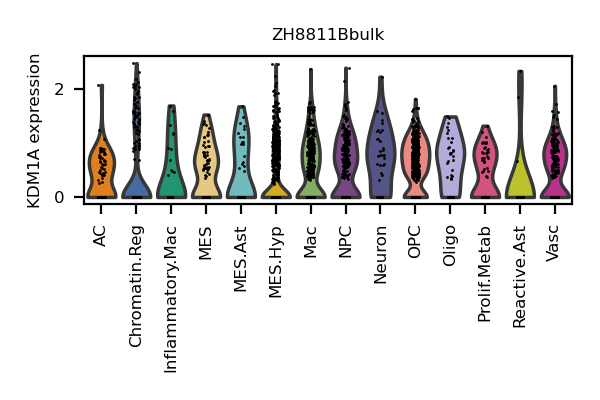 ZH8811Bbulk
KDM1A expression
2
0
AC
Chromatin.Reg
Inflammatory.Mac
MES
MES.Ast
MES.Hyp
Mac
NPC
Neuron
OPC
Oligo
Prolif.Metab
Reactive.Ast
Vasc